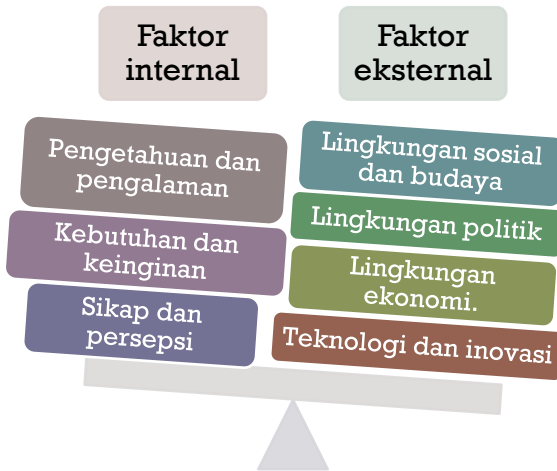 Faktor
internal
Faktor
eksternal
Pengetahuan dan
pengalaman
Kebutuhan dan
keinginan
Sikap dan
persepsi
Lingkungan sosial
dan budaya
Lingkungan politik
Lingkungan
ekonomi.
Teknologi dan inovasi